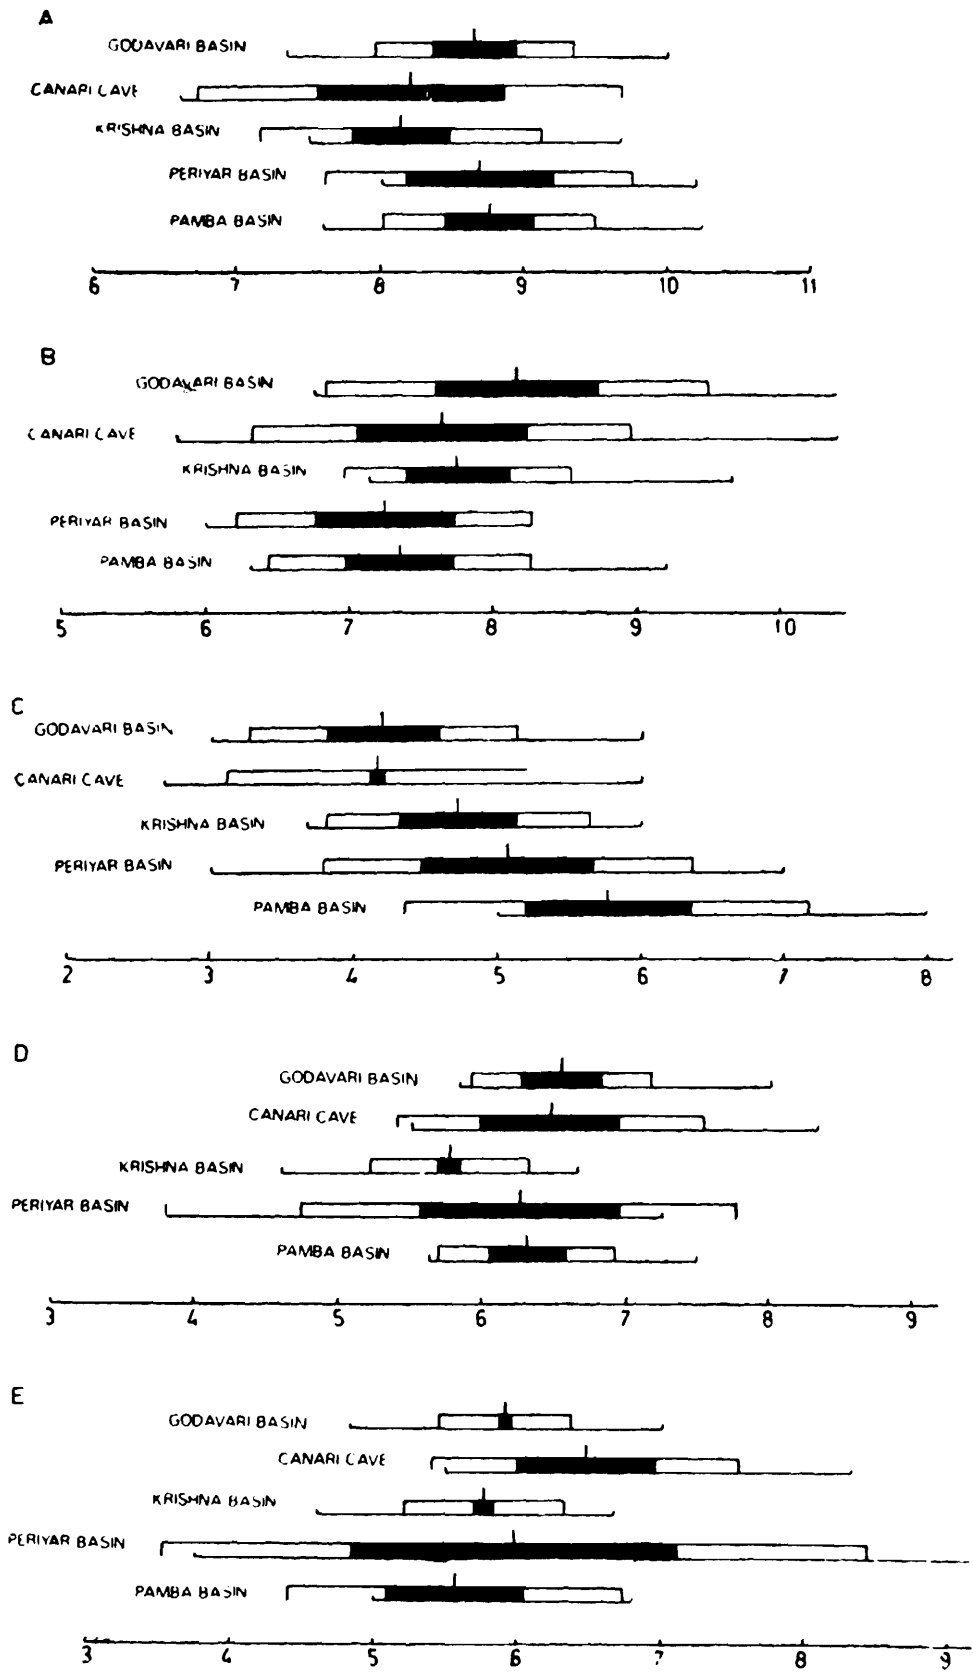 A
GODAVARI BASIN
CANARI CAVE
KRISHNA BASIN
PERIYAR BASIN
PAMBA BASIN
6 7 8 9 10 11
B
GODAVARI BASIN
CANARI CAVE
KRISHNA BASIN
PERIYAR BASIN
PAMBA BASIN
5 6 7 8 9 10
C
GODAVARI BASIN
CANARI CAVE
KRISHNA BASIN
PERIYAR BASIN
PAMBA BASIN
2 3 4 5 6 7 8
D
GODAVARI BASIN
CANARI CAVE
KRISHNA BASIN
PERIYAR BASIN
PAMBA BASIN
3 4 5 6 7 8 9
E
GODAVARI BASIN
CANARI CAVE
KRISHNA BASIN
PERIYAR BASIN
PAMBA BASIN
3 4 5 6 7 8 9